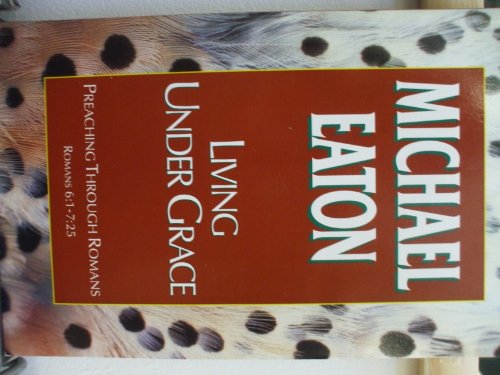 MICHAEL
EATON
LIVING
UNDER GRACE
PREACHING THROUGH ROMANS
ROMANS 6:1-7:25